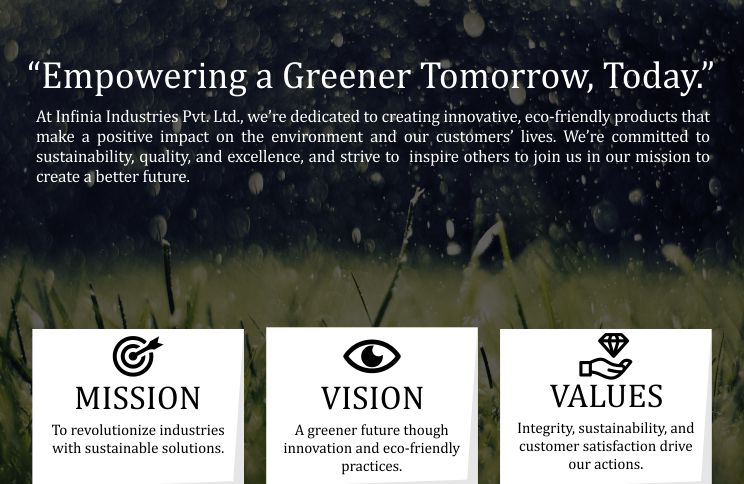 “Empowering a Greener Tomorrow, Today.”
At Infinia Industries Pvt. Ltd., we’re dedicated to creating innovative, eco-friendly products that
make a positive impact on the environment and our customers’ lives. We’re committed to
sustainability, quality, and excellence, and strive to inspire others to join us in our mission to
create a better future.
MISSION
To revolutionize industries
with sustainable solutions.
VISION
A greener future though
innovation and eco-friendly
practices.
VALUES
Integrity, sustainability, and
customer satisfaction drive
our actions.